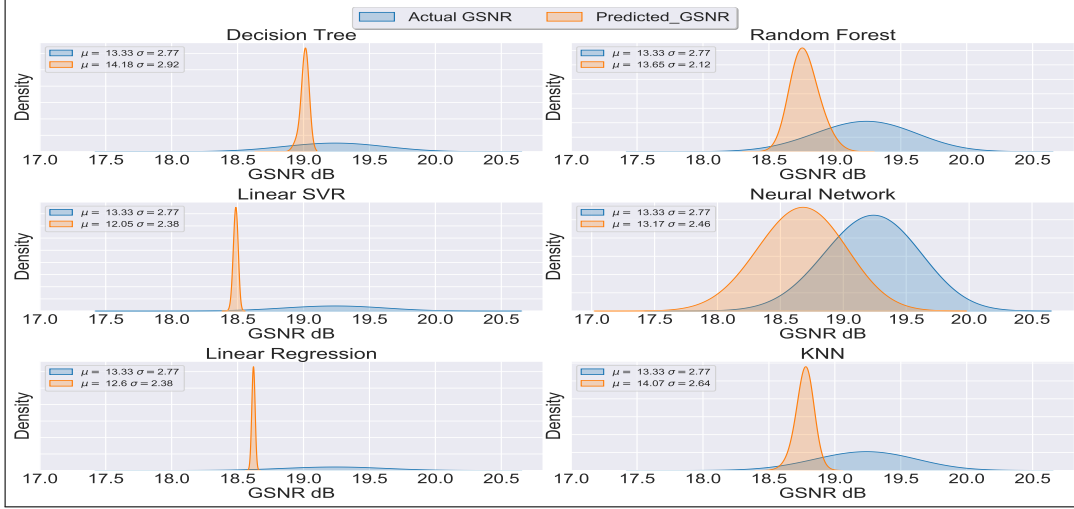 Actual GSNR Predicted_GSNR
Decision Tree
μ = 13.33 σ = 2.77
μ = 14.18 σ = 2.92
Density
17.0 17.5 18.0 18.5 19.0 19.5 20.0 20.5
GSNR dB
Random Forest
μ = 13.33 σ = 2.77
μ = 13.65 σ = 2.12
Density
17.0 17.5 18.0 18.5 19.0 19.5 20.0 20.5
GSNR dB
Linear SVR
μ = 13.33 σ = 2.77
μ = 12.05 σ = 2.38
Density
17.0 17.5 18.0 18.5 19.0 19.5 20.0 20.5
GSNR dB
Neural Network
μ = 13.33 σ = 2.77
μ = 13.17 σ = 2.46
Density
17.0 17.5 18.0 18.5 19.0 19.5 20.0 20.5
GSNR dB
Linear Regression
μ = 13.33 σ = 2.77
μ = 12.6 σ = 2.38
Density
17.0 17.5 18.0 18.5 19.0 19.5 20.0 20.5
GSNR dB
KNN
μ = 13.33 σ = 2.77
μ = 14.07 σ = 2.64
Density
17.0 17.5 18.0 18.5 19.0 19.5 20.0 20.5
GSNR dB